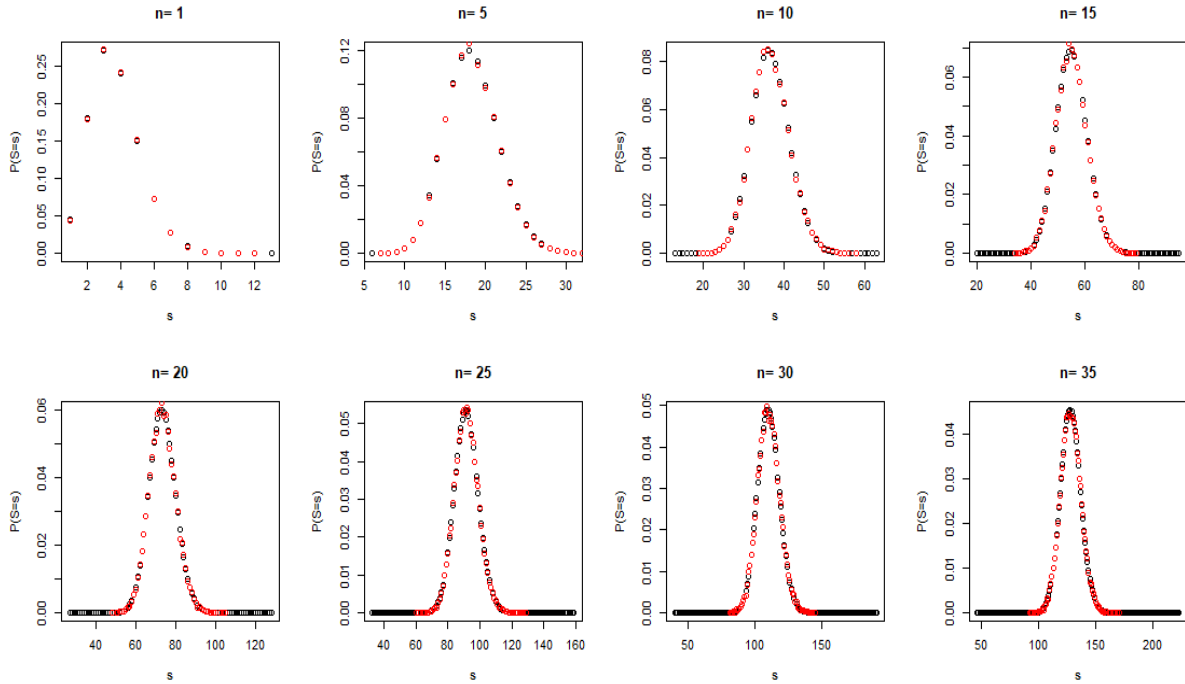 n= 1
n= 5
n= 10
n= 15
P(S=s)
0.00 0.05 0.10 0.15 0.20 0.25
2 4 6 8 10 12
s
P(S=s)
0.00 0.04 0.08 0.12
5 10 15 20 25 30
s
P(S=s)
0.00 0.02 0.04 0.06 0.08
20 30 40 50 60
s
P(S=s)
0.00 0.02 0.04 0.06
20 40 60 80
s
n= 20
n= 25
n= 30
n= 35
P(S=s)
0.00 0.02 0.04 0.06
40 60 80 100 120
s
P(S=s)
0.00 0.01 0.02 0.03 0.04 0.05
40 60 80 100 120 140 160
s
P(S=s)
0.00 0.01 0.02 0.03 0.04 0.05
50 100 150
s
P(S=s)
0.00 0.01 0.02 0.03 0.04
50 100 150 200
s